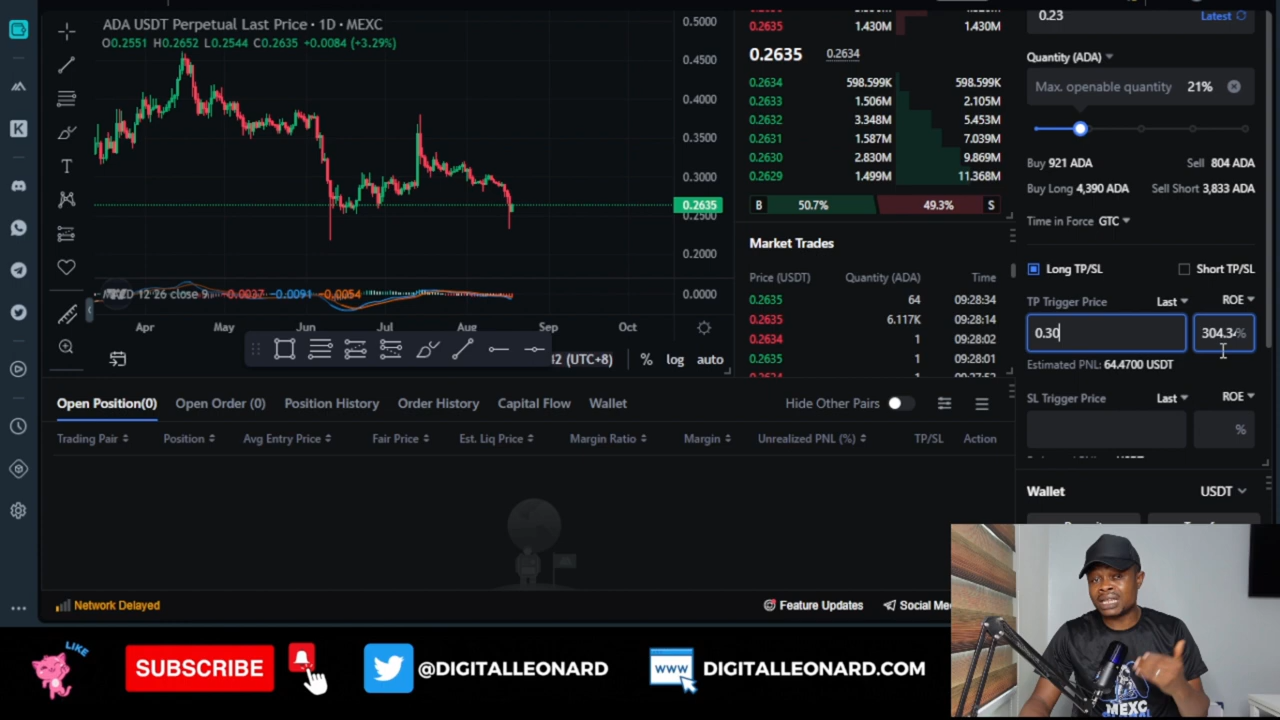 ADA USDT Perpetual Last Price · 1D · MEXC
O0.2551 H0.2652 L0.2544 C0.2635 +0.0084 (+3.29%)
0.5000
0.4500
0.4000
0.3500
0.3000
0.2635
0.2500
0.2000
MACD 12 26 close 9 -0.0037 -0.0091 -0.0054
0.0000
Apr May Jun Jul Aug Sep Oct
(UTC+8) % log auto
0.2635 1.430M 1.430M
0.2635 0.2634
0.2634 598.599K 598.599K
0.2633 1.506M 2.105M
0.2632 3.348M 5.453M
0.2631 1.587M 7.039M
0.2630 2.830M 9.869M
0.2629 1.499M 11.368M
B 50.7% 49.3% S
Market Trades
Price (USDT) Quantity (ADA) Time
0.2635 64 09:28:34
0.2635 6.117K 09:28:14
0.2634 1 09:28:02
0.2635 1 09:28:01
0.23 Latest
Quantity (ADA)
Max. openable quantity 21%
Buy 921 ADA Sell 804 ADA
Buy Long 4,390 ADA Sell Short 3,833 ADA
Time in Force GTC
Long TP/SL Short TP/SL
TP Trigger Price Last ROE
0.30 304.34%
Estimated PNL: 64.4700 USDT
SL Trigger Price Last ROE
%
Wallet USDT
Open Position(0) Open Order (0) Position History Order History Capital Flow Wallet Hide Other Pairs
Trading Pair Position Avg Entry Price Fair Price Est. Liq Price Margin Ratio Margin Unrealized PNL (%) TP/SL Action
Network Delayed Feature Updates Social Me
MEXC
LIKE
SUBSCRIBE
@DIGITALLEONARD
WWW
DIGITALLEONARD.COM